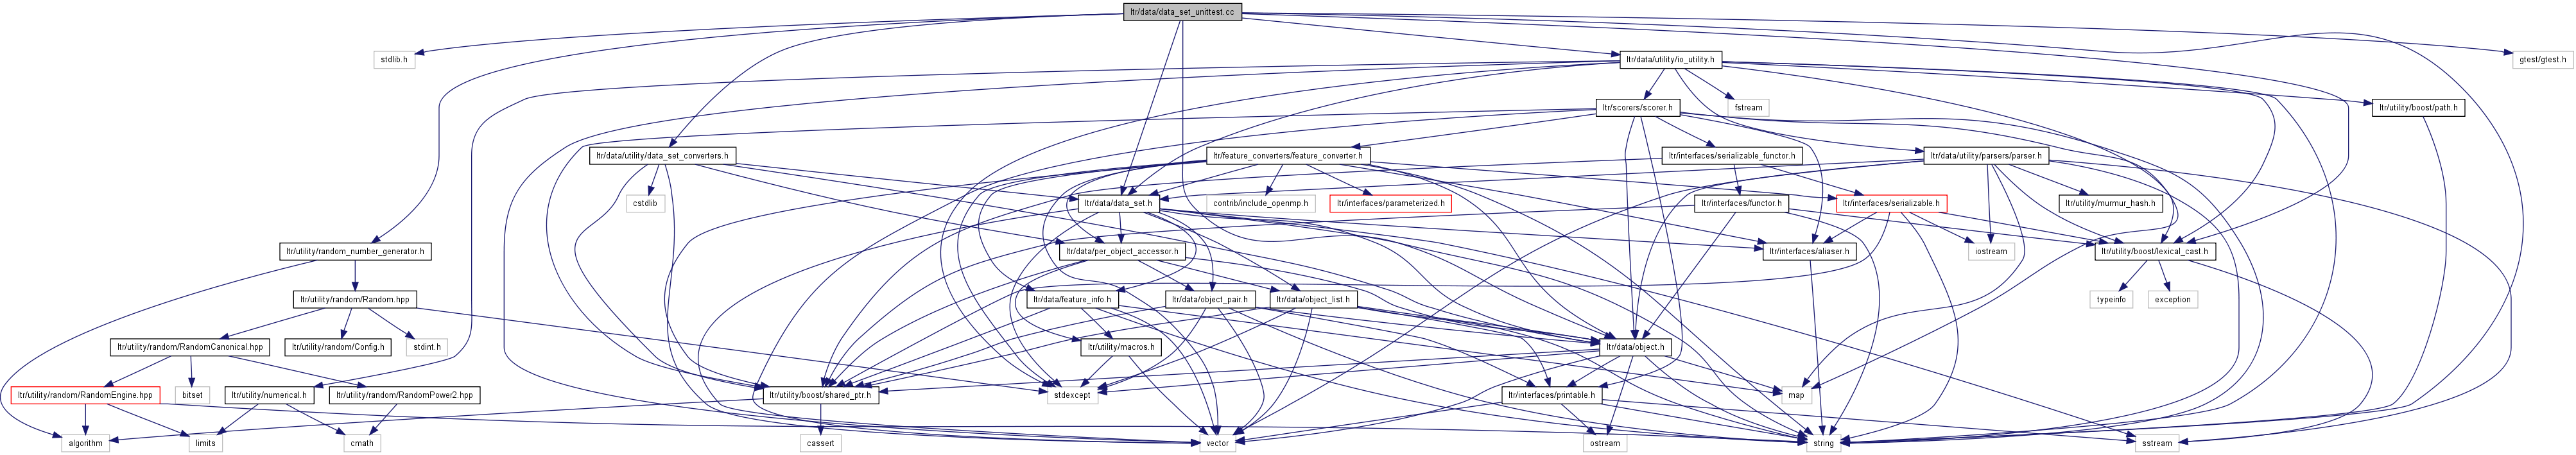 ltr/data/data_set_unittest.cc
stdlib.h
ltr/data/utility/io_utility.h
gtest/gtest.h
ltr/scorers/scorer.h
fstream
ltr/utility/boost/path.h
ltr/data/utility/data_set_converters.h
ltr/feature_converters/feature_converter.h
ltr/interfaces/serializable_functor.h
ltr/data/utility/parsers/parser.h
cstdlib
ltr/data/data_set.h
contrib/include_openmp.h
ltr/interfaces/parameterized.h
ltr/interfaces/functor.h
ltr/interfaces/serializable.h
ltr/utility/murmur_hash.h
ltr/utility/random_number_generator.h
ltr/data/per_object_accessor.h
ltr/interfaces/aliaser.h
iostream
ltr/utility/boost/lexical_cast.h
ltr/utility/random/Random.hpp
ltr/data/feature_info.h
ltr/data/object_pair.h
ltr/data/object_list.h
typeinfo
exception
ltr/utility/random/RandomCanonical.hpp
ltr/utility/random/Config.h
stdint.h
ltr/utility/macros.h
ltr/data/object.h
ltr/utility/random/RandomEngine.hpp
bitset
ltr/utility/numerical.h
ltr/utility/random/RandomPower2.hpp
ltr/utility/boost/shared_ptr.h
stdexcept
ltr/interfaces/printable.h
map
algorithm
limits
cmath
cassert
vector
ostream
string
sstream